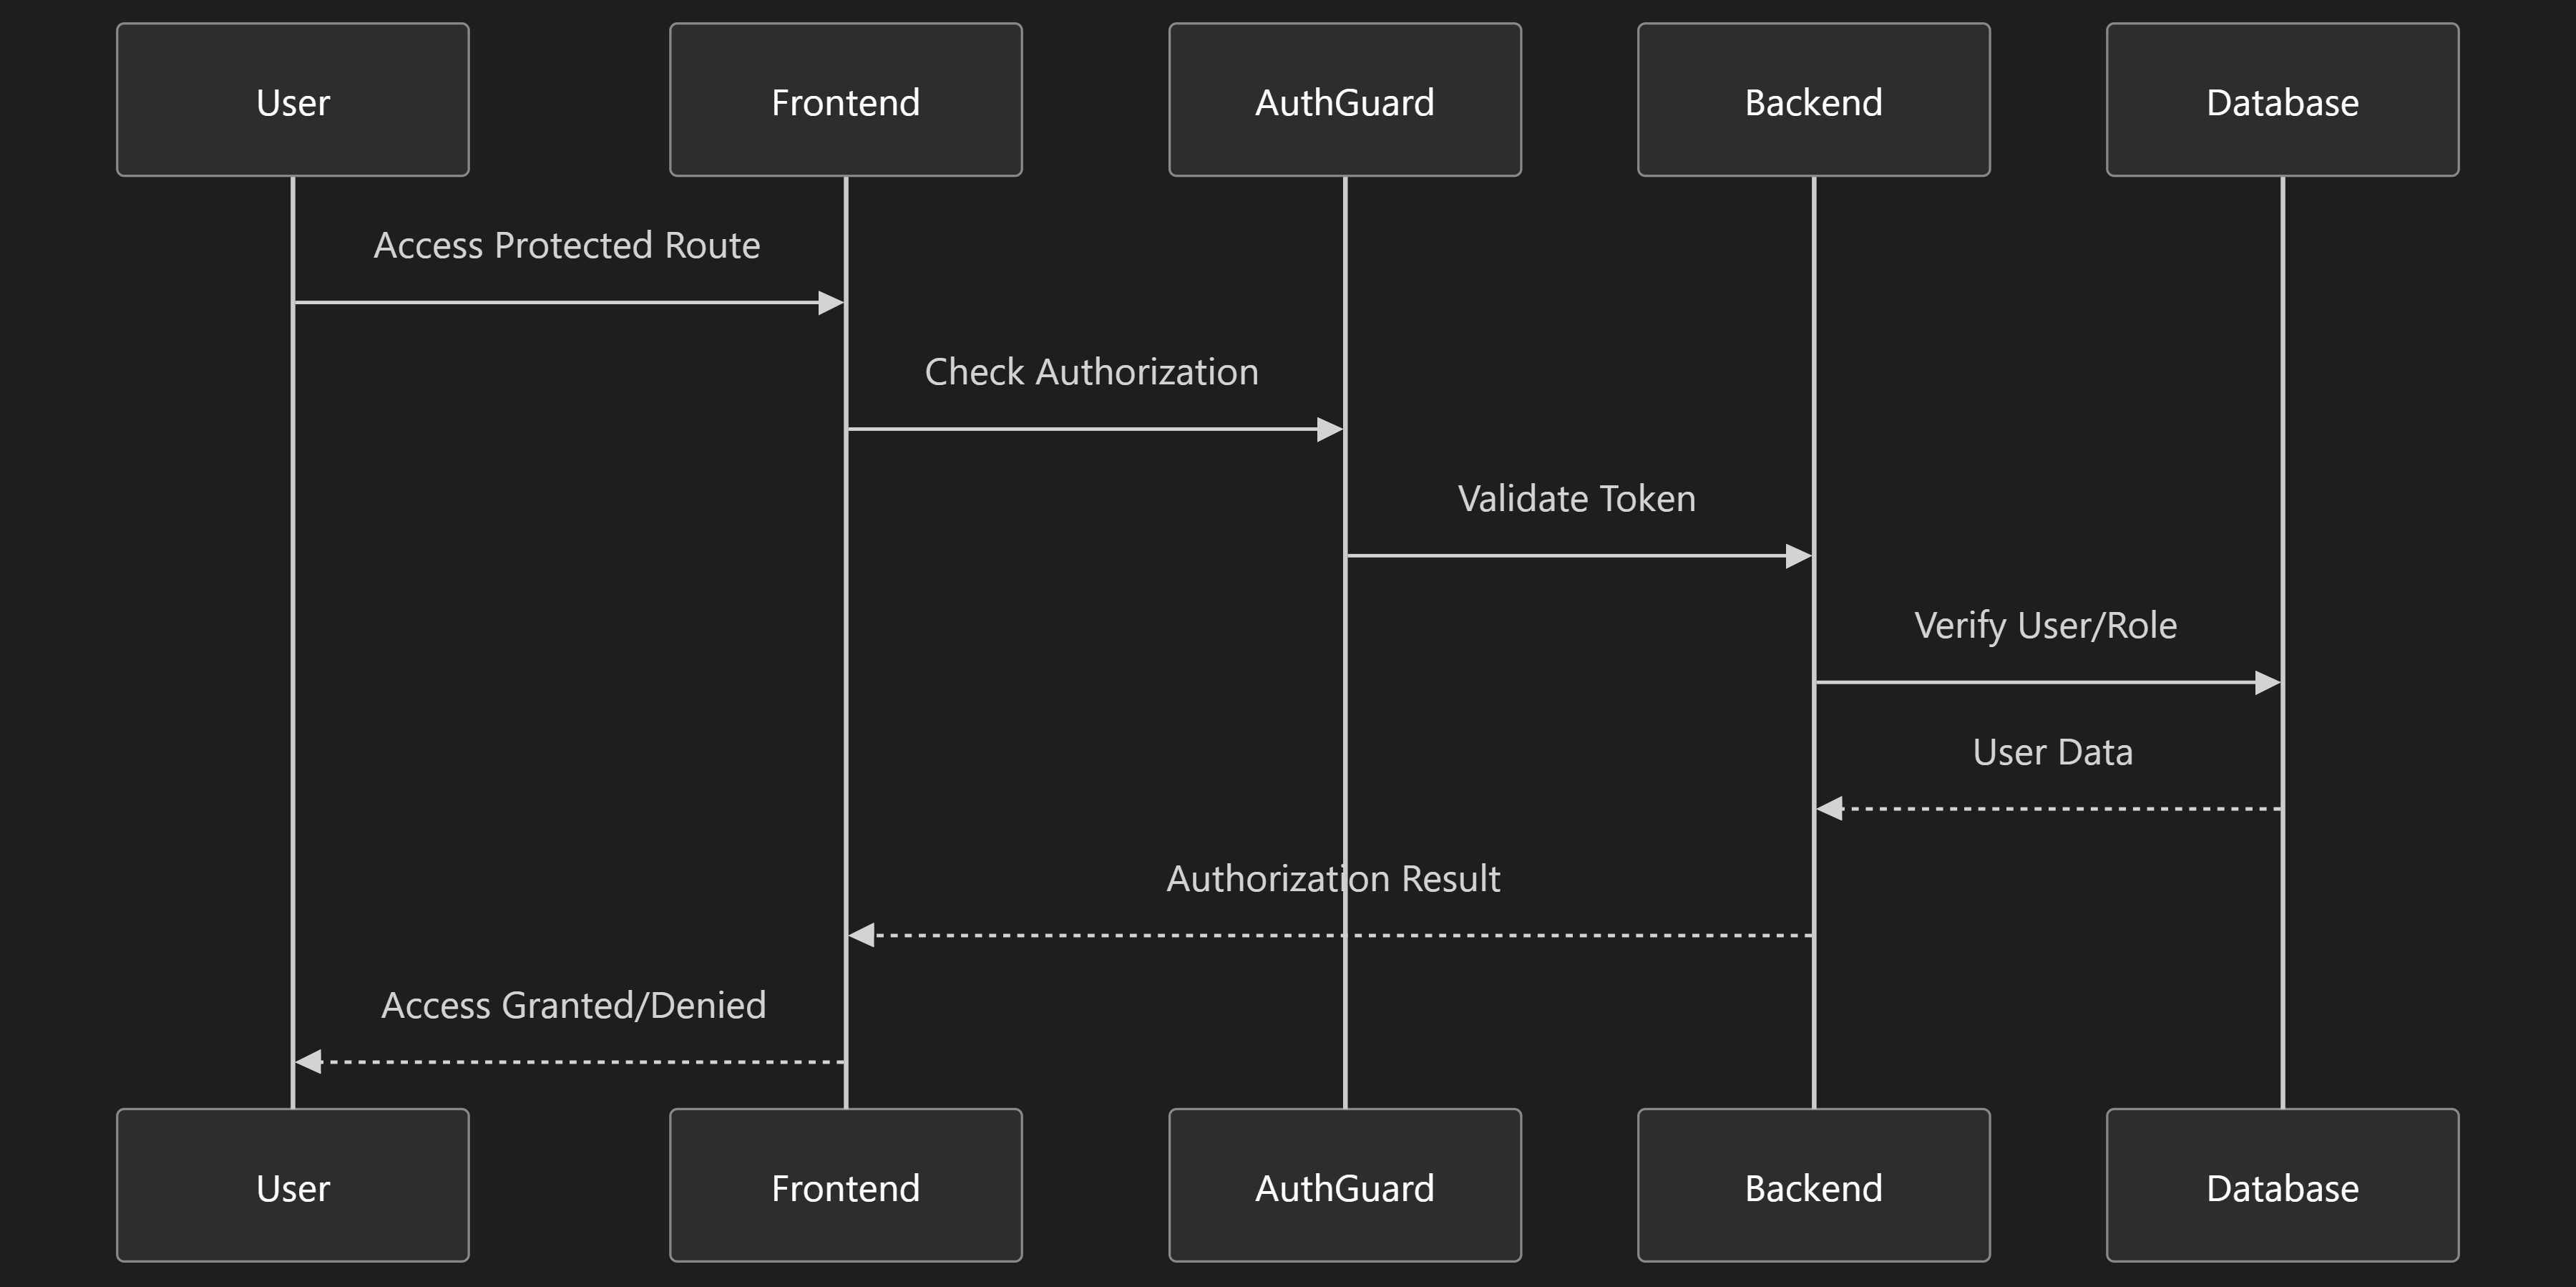 User
Frontend
AuthGuard
Backend
Database
Access Protected Route
Check Authorization
Validate Token
Verify User/Role
User Data
Authorization Result
Access Granted/Denied
User
Frontend
AuthGuard
Backend
Database